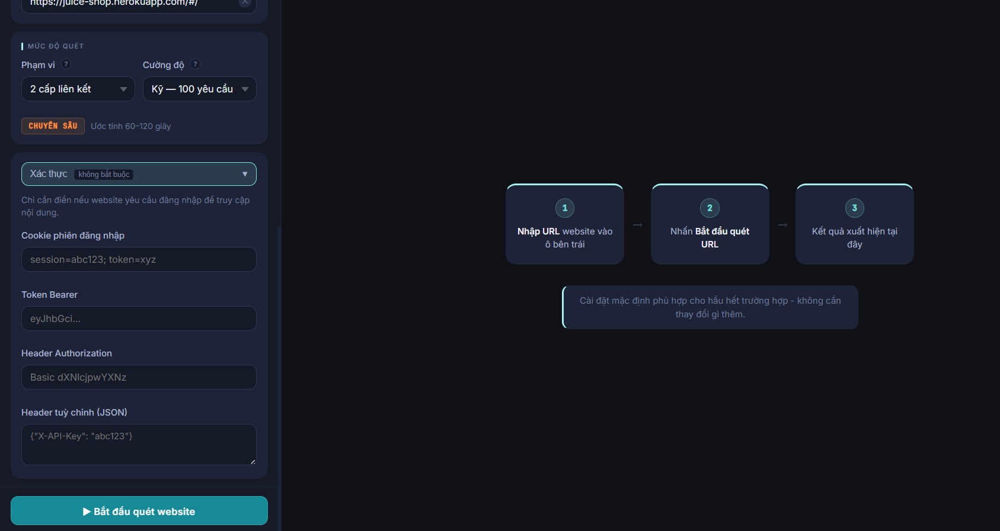 https://juice-shop.herokuapp.com/#/
MỨC ĐỘ QUÉT
Phạm vi ?
Cường độ ?
2 cấp liên kết
Kỹ — 100 yêu cầu
CHUYÊN SÂU Ước tính 60–120 giây
Xác thực không bắt buộc
Chỉ cần điền nếu website yêu cầu đăng nhập để truy cập
nội dung.
Cookie phiên đăng nhập
session=abc123; token=xyz
Token Bearer
eyJhbGci...
Header Authorization
Basic dXNlcjpwYXNz
Header tuỳ chỉnh (JSON)
{"X-API-Key": "abc123"}
▶ Bắt đầu quét website
1
Nhập URL website vào
ô bên trái
→
2
Nhấn Bắt đầu quét
URL
→
3
Kết quả xuất hiện tại
đây
Cài đặt mặc định phù hợp cho hầu hết trường hợp - không cần
thay đổi gì thêm.